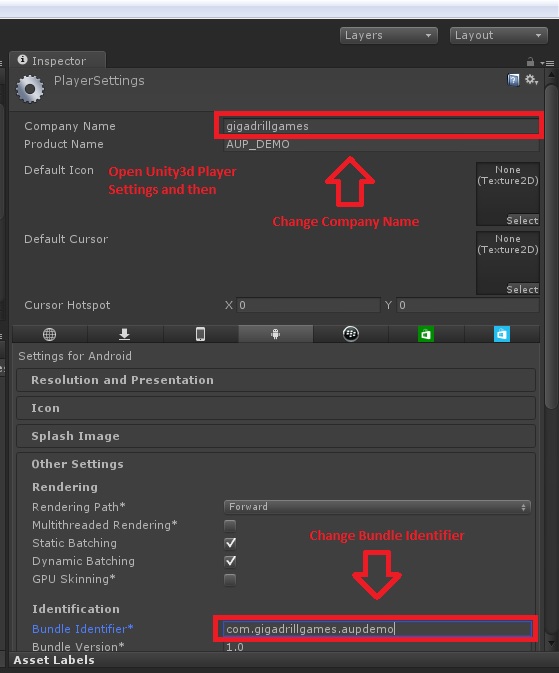 Layers
Layout
Inspector
PlayerSettings
Company Name
gigadrillgames
Product Name
AUP_DEMO
Default Icon
Open Unity3d Player
Settings and then
Change Company Name
None
(Texture2D)
Select
Default Cursor
None
(Texture2D)
Select
Cursor Hotspot
X 0
Y 0
Settings for Android
Resolution and Presentation
Icon
Splash Image
Other Settings
Rendering
Rendering Path*
Forward
Multithreaded Rendering*
Static Batching
Dynamic Batching
GPU Skinning*
Change Bundle Identifier
Identification
Bundle Identifier*
com.gigadrillgames.aupdemo
Bundle Version*
1.0
Asset Labels